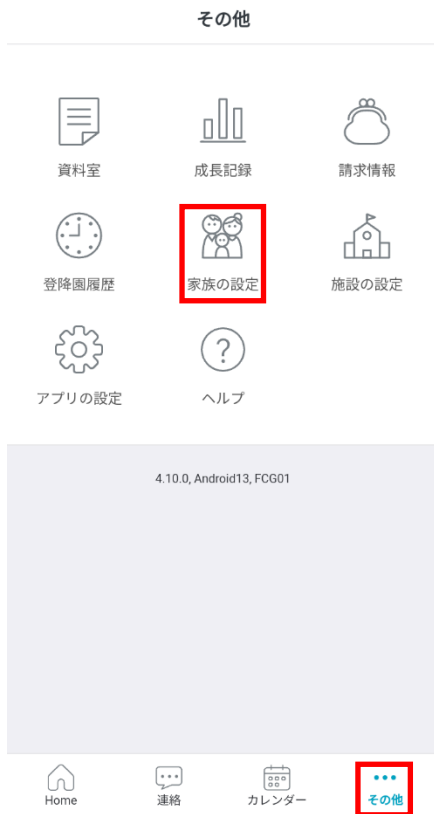 その他
資料室
成長記録
請求情報
登降園履歴
家族の設定
施設の設定
アプリの設定
ヘルプ
4.10.0, Android13, FCG01
Home
連絡
カレンダー
その他